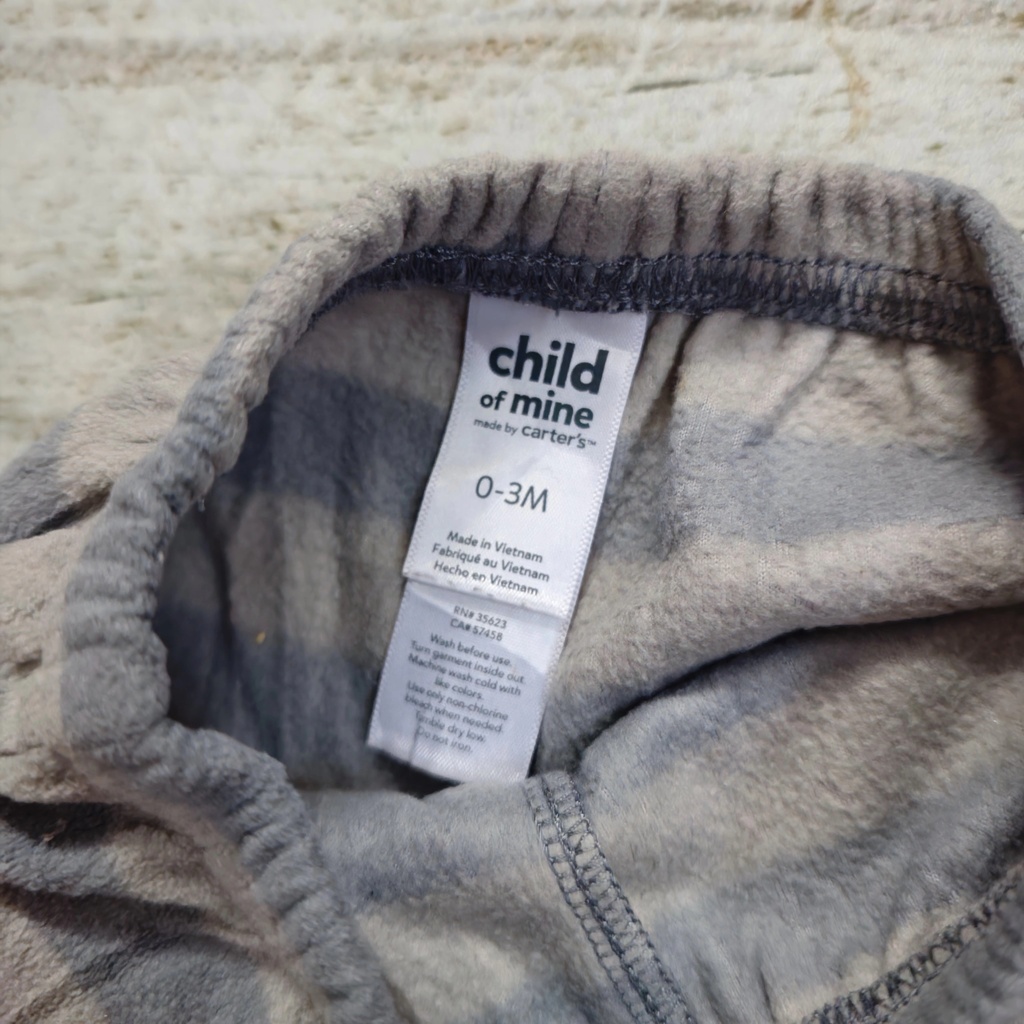 child
of mine
made by carter's™
0-3M
Made in Vietnam
Fabriqué au Vietnam
Hecho en Vietnam
RN# 35623
CA# 57458
Wash before use.
Turn garment inside out.
Machine wash cold with
like colors.
Use only non-chlorine
bleach when needed.
Tumble dry low.
Do not iron.